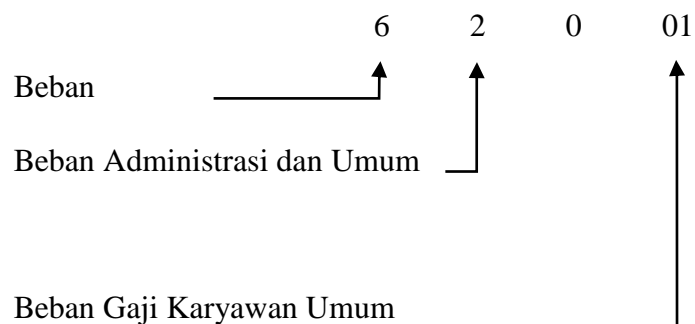 6 2 0 01
Beban
Beban Administrasi dan Umum
Beban Gaji Karyawan Umum